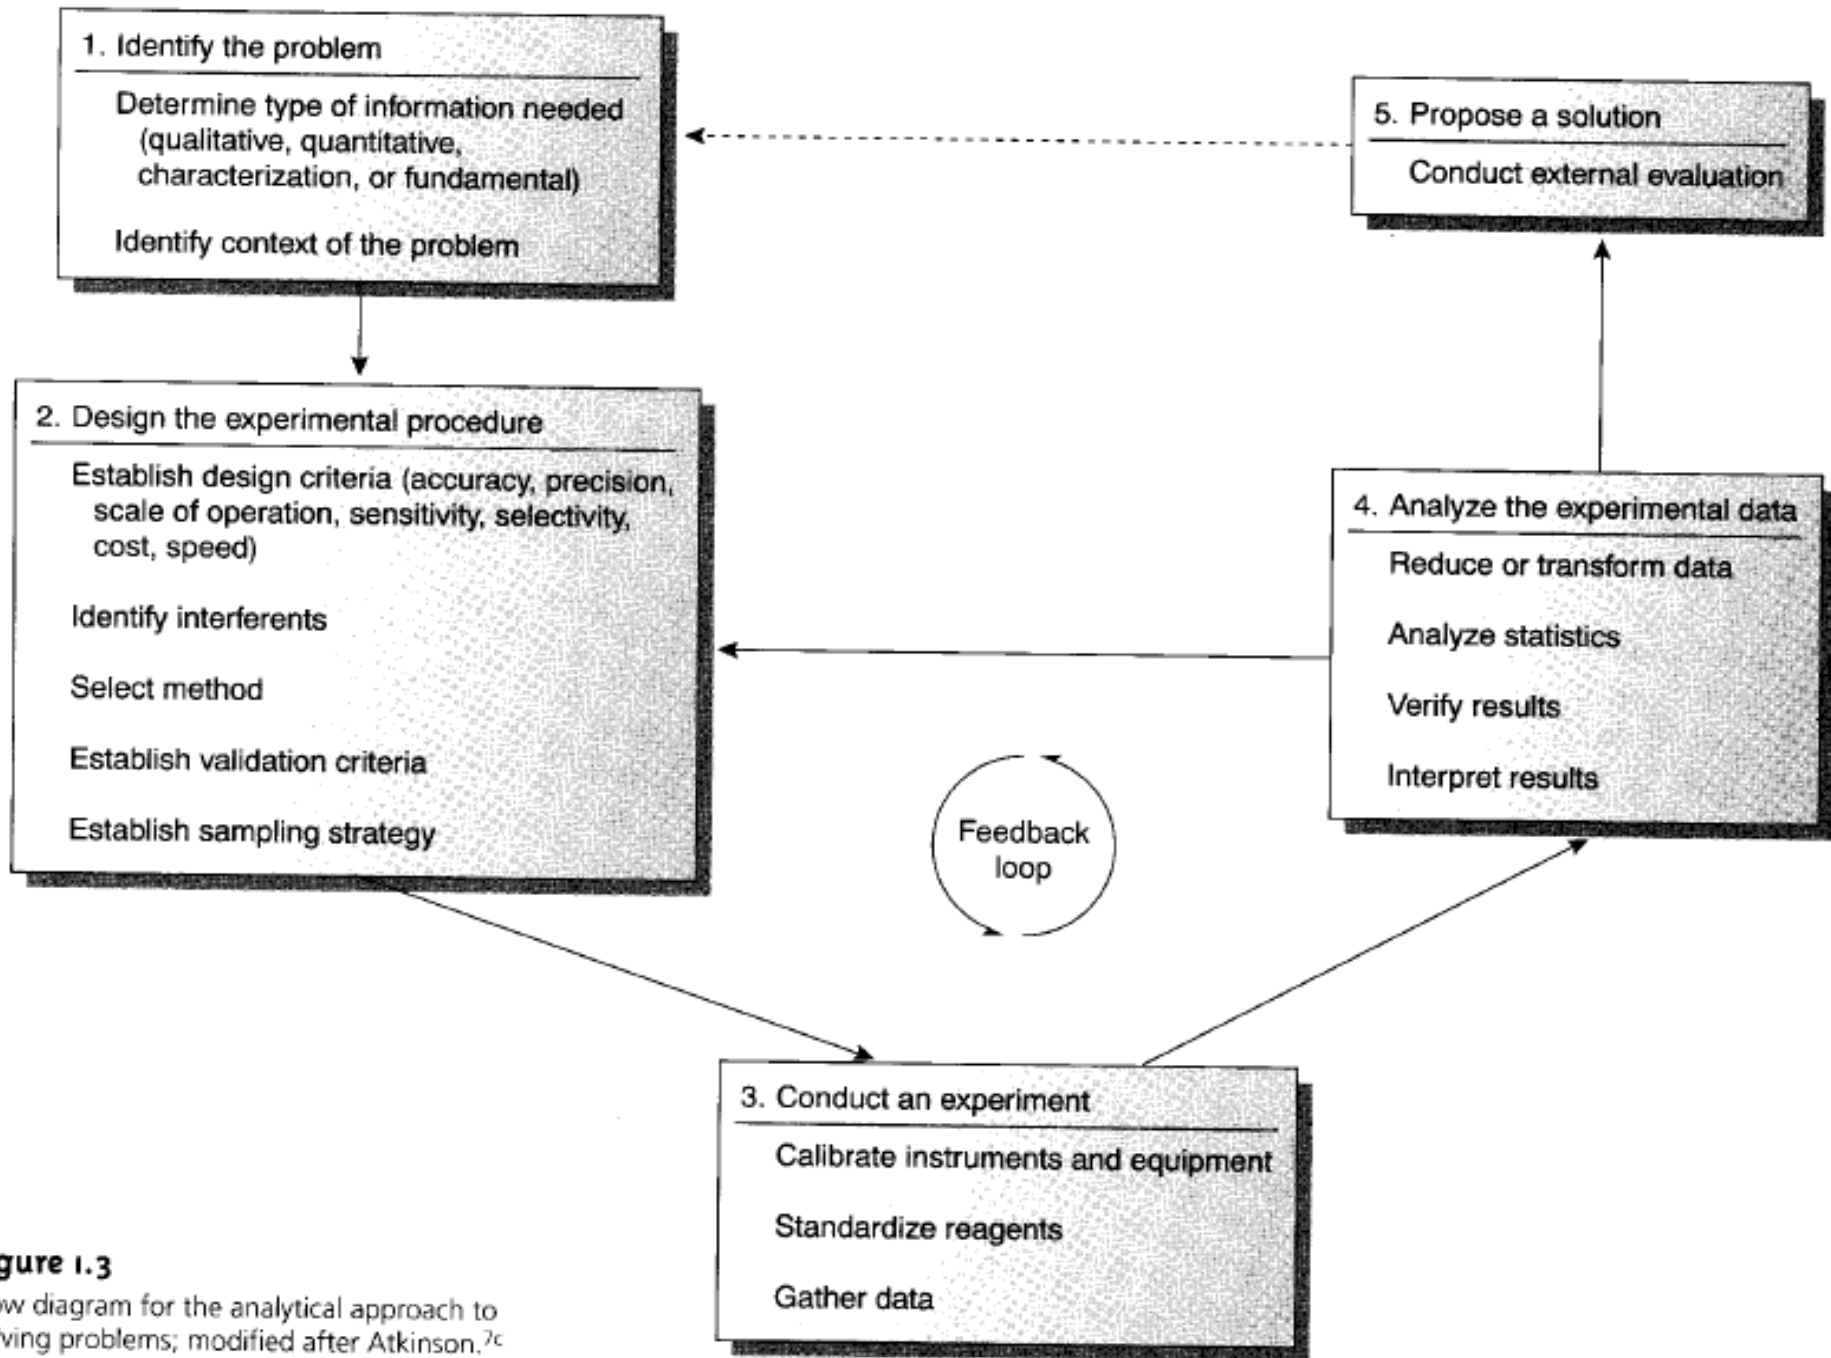 1. Identify the problem
Determine type of information needed
(qualitative, quantitative,
characterization, or fundamental)
Identify context of the problem
2. Design the experimental procedure
Establish design criteria (accuracy, precision,
scale of operation, sensitivity, selectivity,
cost, speed)
Identify interferents
Select method
Establish validation criteria
Establish sampling strategy
3. Conduct an experiment
Calibrate instruments and equipment
Standardize reagents
Gather data
4. Analyze the experimental data
Reduce or transform data
Analyze statistics
Verify results
Interpret results
5. Propose a solution
Conduct external evaluation
Feedback
loop
gure 1.3
ow diagram for the analytical approach to
lving problems; modified after Atkinson.7c